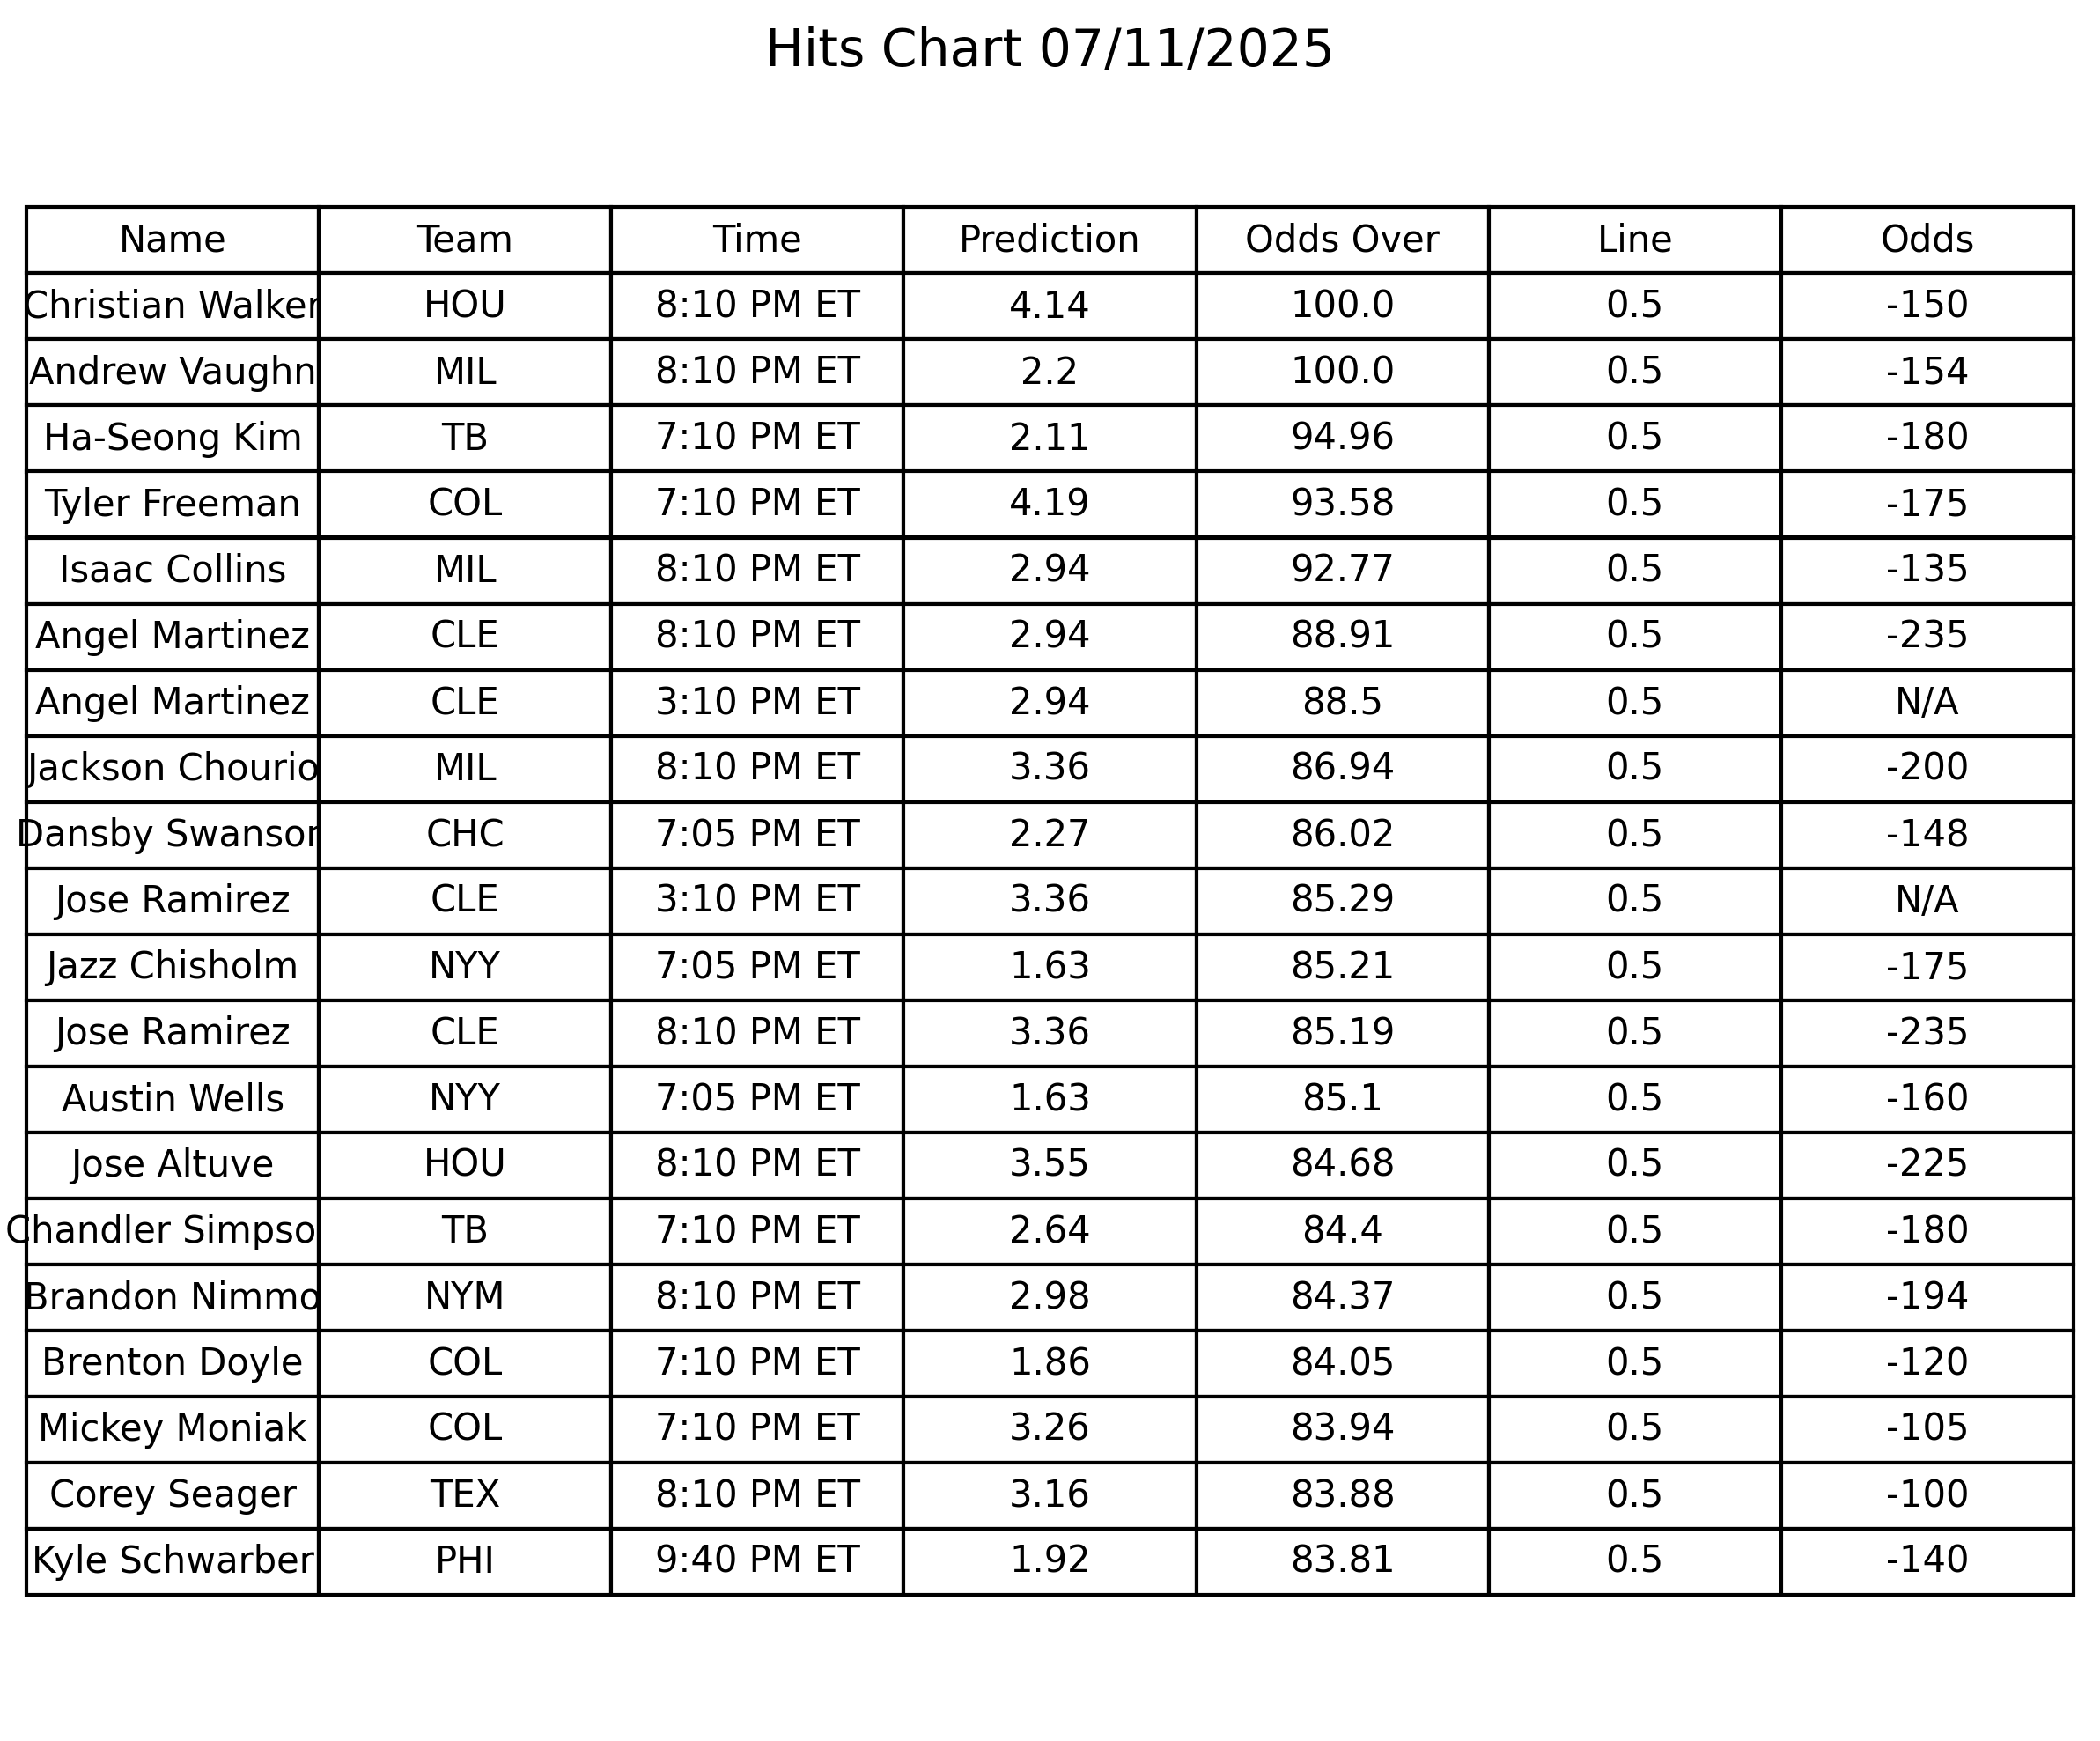 Hits Chart 07/11/2025
Name Team Time Prediction Odds Over Line Odds
Christian Walker HOU 8:10 PM ET 4.14 100.0 0.5 -150
Andrew Vaughn MIL 8:10 PM ET 2.2 100.0 0.5 -154
Ha-Seong Kim TB 7:10 PM ET 2.11 94.96 0.5 -180
Tyler Freeman COL 7:10 PM ET 4.19 93.58 0.5 -175
Isaac Collins MIL 8:10 PM ET 2.94 92.77 0.5 -135
Angel Martinez CLE 8:10 PM ET 2.94 88.91 0.5 -235
Angel Martinez CLE 3:10 PM ET 2.94 88.5 0.5 N/A
Jackson Chourio MIL 8:10 PM ET 3.36 86.94 0.5 -200
Dansby Swanson CHC 7:05 PM ET 2.27 86.02 0.5 -148
Jose Ramirez CLE 3:10 PM ET 3.36 85.29 0.5 N/A
Jazz Chisholm NYY 7:05 PM ET 1.63 85.21 0.5 -175
Jose Ramirez CLE 8:10 PM ET 3.36 85.19 0.5 -235
Austin Wells NYY 7:05 PM ET 1.63 85.1 0.5 -160
Jose Altuve HOU 8:10 PM ET 3.55 84.68 0.5 -225
Chandler Simpso TB 7:10 PM ET 2.64 84.4 0.5 -180
Brandon Nimmo NYM 8:10 PM ET 2.98 84.37 0.5 -194
Brenton Doyle COL 7:10 PM ET 1.86 84.05 0.5 -120
Mickey Moniak COL 7:10 PM ET 3.26 83.94 0.5 -105
Corey Seager TEX 8:10 PM ET 3.16 83.88 0.5 -100
Kyle Schwarber PHI 9:40 PM ET 1.92 83.81 0.5 -140